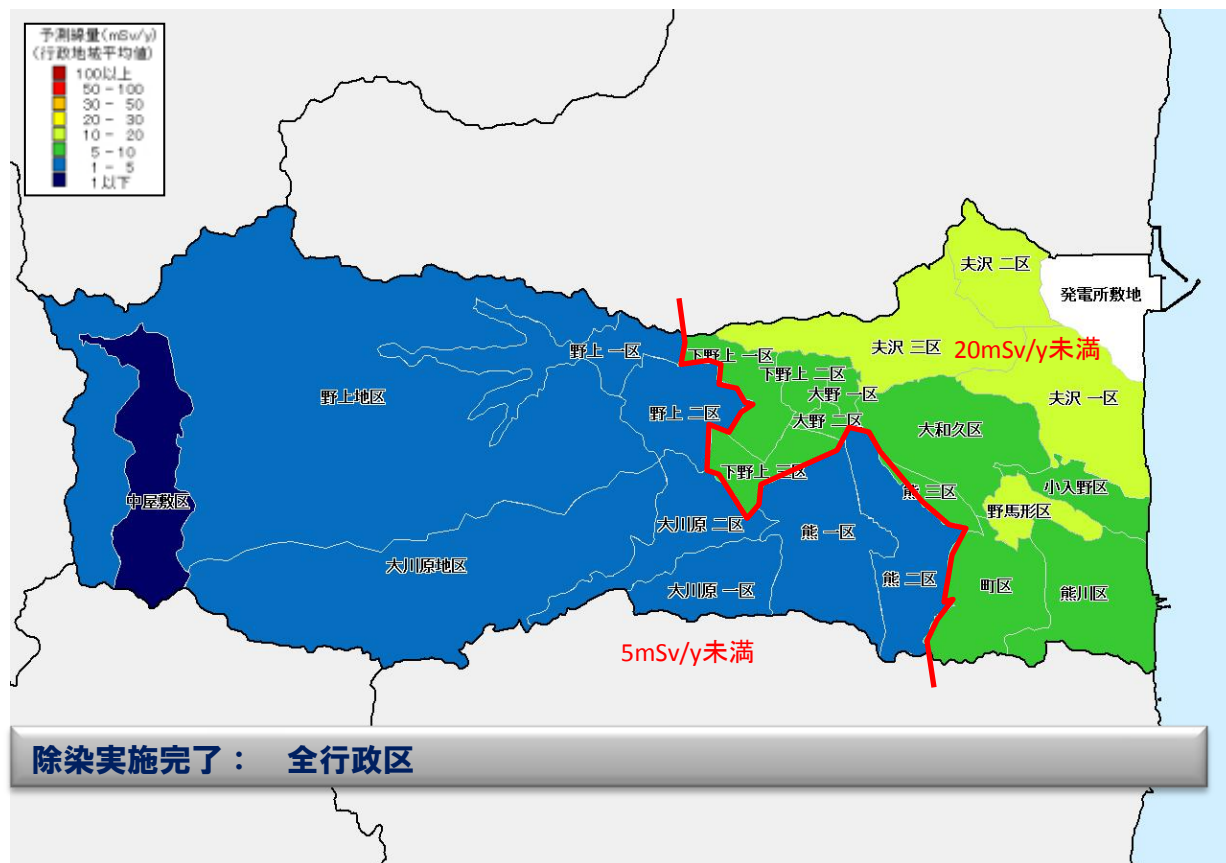 予測線量(mSv/y)
(行政地域平均値)
100以上
50-100
30- 50
20- 30
10- 20
5-10
1- 5
1以下
夫沢 二区
発電所敷地
夫沢 三区
20mSv/y未満
夫沢 一区
野上 一区
下野上 一区
下野上 二区
大野 一区
野上地区
野上 二区
大野 二区
大和久区
下野上 三区
熊 三区
小入野区
中屋敷区
野馬形区
大川原 二区
熊 一区
大川原地区
大川原 一区
熊 二区
町区
熊川区
5mSv/y未満
除染実施完了： 全行政区